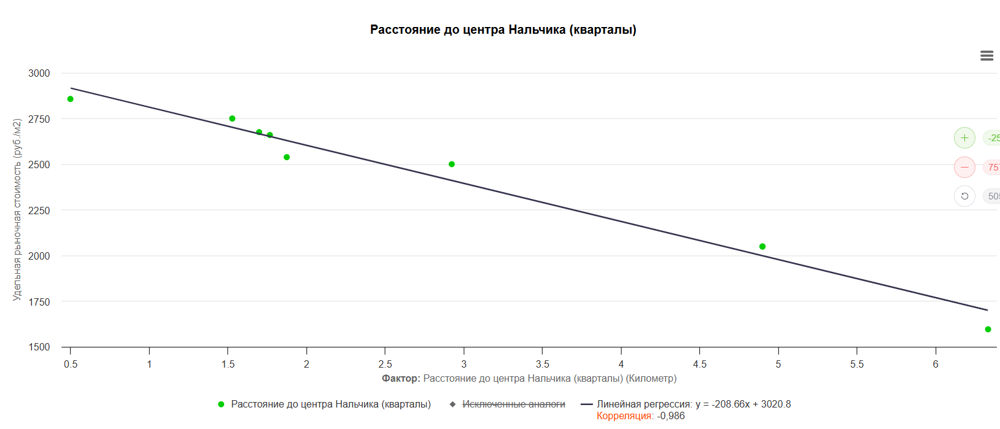 Расстояние до центра Нальчика (кварталы)
3000
2750
2500
2250
2000
1750
1500
Удельная рыночная стоимость (руб./м2)
-25
757
505
0.5 1 1.5 2 2.5 3 3.5 4 4.5 5 5.5 6
Фактор: Расстояние до центра Нальчика (кварталы) (Километр)
Расстояние до центра Нальчика (кварталы) Исключенные аналоги Линейная регрессия: y = -208.66x + 3020.8
Корреляция: -0,986